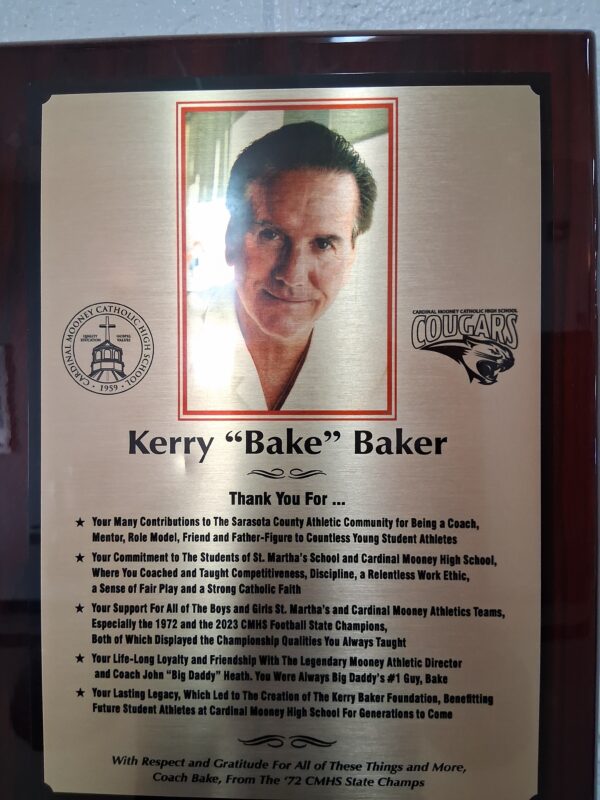 CARDINAL MOONEY CATHOLIC HIGH SCHOOL
QUALITY EDUCATION
GOSPEL VALUES
• 1959 •
CARDINAL MOONEY CATHOLIC HIGH SCHOOL
COUGARS
Kerry “Bake” Baker
Thank You For ...
★ Your Many Contributions to The Sarasota County Athletic Community for Being a Coach,
Mentor, Role Model, Friend and Father-Figure to Countless Young Student Athletes
★ Your Commitment to The Students of St. Martha's School and Cardinal Mooney High School,
Where You Coached and Taught Competitiveness, Discipline, a Relentless Work Ethic,
a Sense of Fair Play and a Strong Catholic Faith
★ Your Support For All of The Boys and Girls St. Martha's and Cardinal Mooney Athletics Teams,
Especially the 1972 and the 2023 CMHS Football State Champions,
Both of Which Displayed the Championship Qualities You Always Taught
★ Your Life-Long Loyalty and Friendship With The Legendary Mooney Athletic Director
and Coach John “Big Daddy” Heath. You Were Always Big Daddy's #1 Guy, Bake
★ Your Lasting Legacy, Which Led to The Creation of The Kerry Baker Foundation, Benefitting
Future Student Athletes at Cardinal Mooney High School For Generations to Come
With Respect and Gratitude For All of These Things and More,
Coach Bake, From The '72 CMHS State Champs